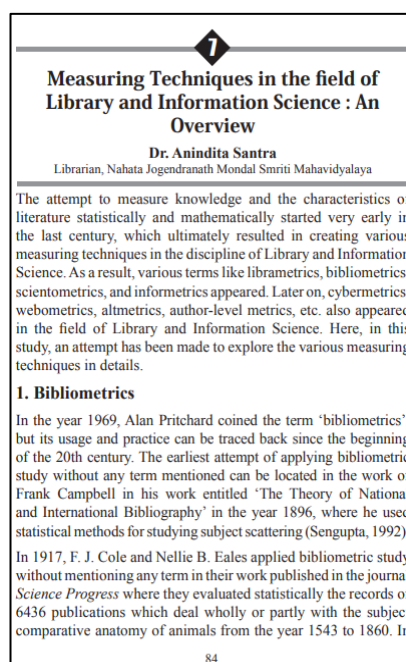 7
Measuring Techniques in the field of
Library and Information Science : An
Overview
Dr. Anindita Santra
Librarian, Nahata Jogendranath Mondal Smriti Mahavidyalaya
The attempt to measure knowledge and the characteristics o
literature statistically and mathematically started very early in
the last century, which ultimately resulted in creating various
measuring techniques in the discipline of Library and Information
Science. As a result, various terms like librametrics, bibliometrics
scientometrics, and informetrics appeared. Later on, cybermetrics
webometrics, altmetrics, author-level metrics, etc. also appeared
in the field of Library and Information Science. Here, in this
study, an attempt has been made to explore the various measuring
techniques in details.
1. Bibliometrics
In the year 1969, Alan Pritchard coined the term ‘bibliometrics’
but its usage and practice can be traced back since the beginning
of the 20th century. The earliest attempt of applying bibliometric
study without any term mentioned can be located in the work o
Frank Campbell in his work entitled ‘The Theory of Nationa
and International Bibliography’ in the year 1896, where he used
statistical methods for studying subject scattering (Sengupta, 1992)
In 1917, F. J. Cole and Nellie B. Eales applied bibliometric study
without mentioning any term in their work published in the journa
Science Progress where they evaluated statistically the records o
6436 publications which deal wholly or partly with the subjec
comparative anatomy of animals from the year 1543 to 1860. In
84